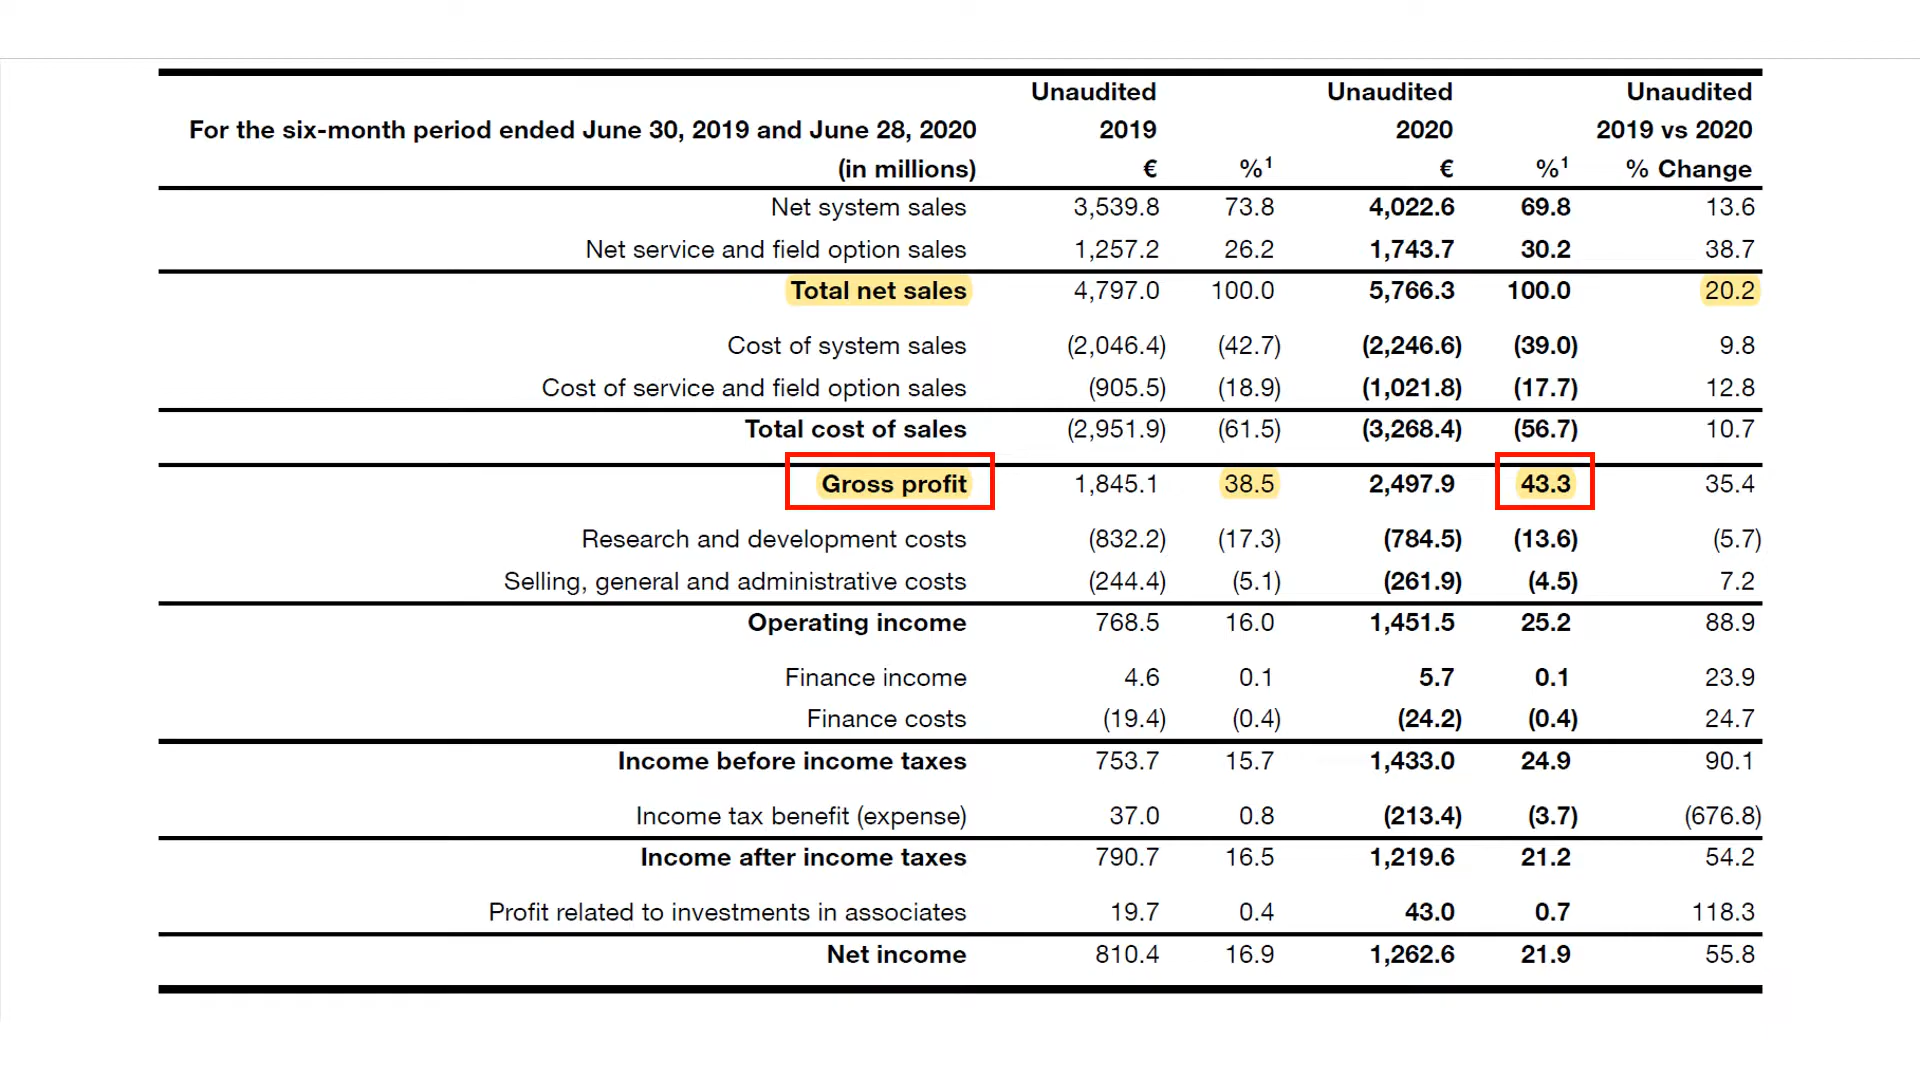 Unaudited Unaudited Unaudited
For the six-month period ended June 30, 2019 and June 28, 2020 2019 2020 2019 vs 2020
(in millions) € %¹ € %¹ % Change
Net system sales 3,539.8 73.8 4,022.6 69.8 13.6
Net service and field option sales 1,257.2 26.2 1,743.7 30.2 38.7
Total net sales 4,797.0 100.0 5,766.3 100.0 20.2
Cost of system sales (2,046.4) (42.7) (2,246.6) (39.0) 9.8
Cost of service and field option sales (905.5) (18.9) (1,021.8) (17.7) 12.8
Total cost of sales (2,951.9) (61.5) (3,268.4) (56.7) 10.7
Gross profit 1,845.1 38.5 2,497.9 43.3 35.4
Research and development costs (832.2) (17.3) (784.5) (13.6) (5.7)
Selling, general and administrative costs (244.4) (5.1) (261.9) (4.5) 7.2
Operating income 768.5 16.0 1,451.5 25.2 88.9
Finance income 4.6 0.1 5.7 0.1 23.9
Finance costs (19.4) (0.4) (24.2) (0.4) 24.7
Income before income taxes 753.7 15.7 1,433.0 24.9 90.1
Income tax benefit (expense) 37.0 0.8 (213.4) (3.7) (676.8)
Income after income taxes 790.7 16.5 1,219.6 21.2 54.2
Profit related to investments in associates 19.7 0.4 43.0 0.7 118.3
Net income 810.4 16.9 1,262.6 21.9 55.8